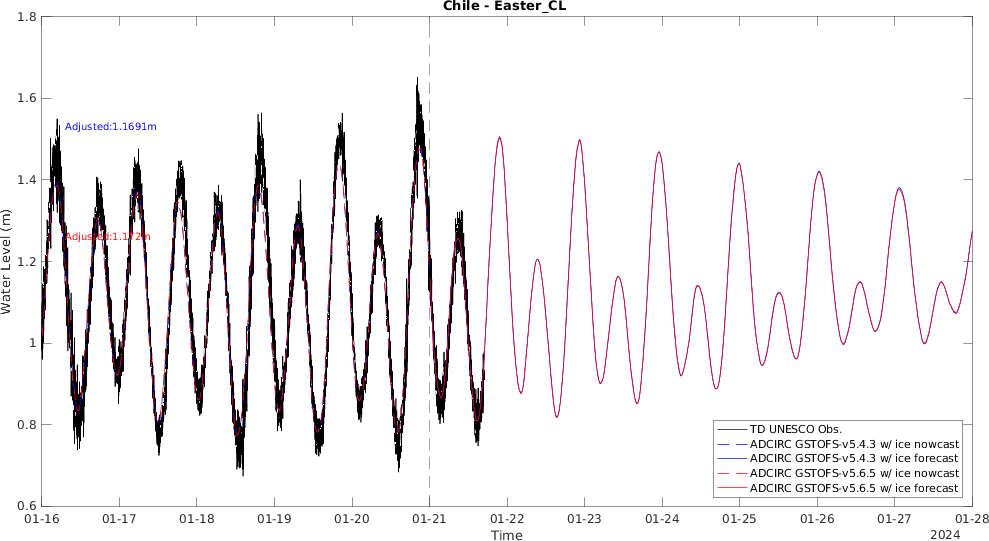 Chile - Easter_CL
1.8
1.6
1.4
1.2
1
0.8
0.6
Water Level (m)
Adjusted:1.1691m
Adjusted:1.172m
TD UNESCO Obs.
ADCIRC GSTOFS-v5.4.3 w/ ice nowcast
ADCIRC GSTOFS-v5.4.3 w/ ice forecast
ADCIRC GSTOFS-v5.6.5 w/ ice nowcast
ADCIRC GSTOFS-v5.6.5 w/ ice forecast
01-16 01-17 01-18 01-19 01-20 01-21 01-22 01-23 01-24 01-25 01-26 01-27 01-28
Time
2024